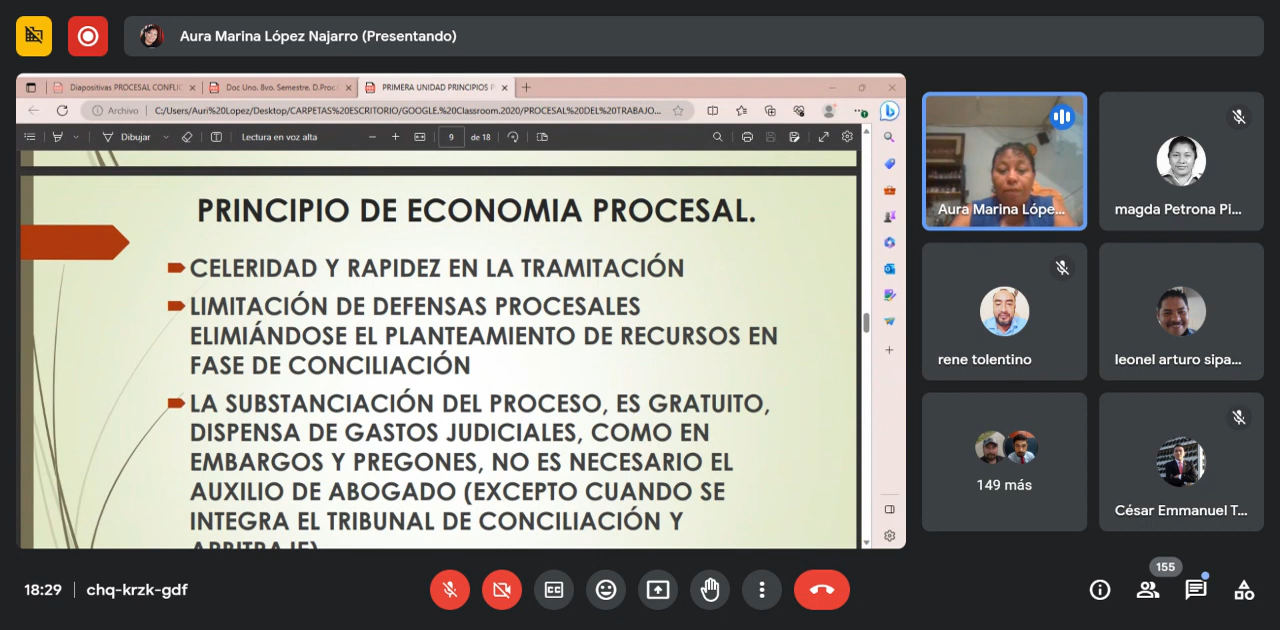 Aura Marina López Najarro (Presentando)
Diapositivas PROCESAL CONFLIC
Doc Uno. 8vo. Semestre. D.Proc.
PRIMERA UNIDAD PRINCIPIOS P
Archivo
C:/Users/Auri%20Lopez/Desktop/CARPETAS%20ESCRITORIO/GOOGLE.%20Classroom.2020/PROCESAL%20DEL%20TRABAJO...
Dibujar
Lectura en voz alta
9
de 18
PRINCIPIO DE ECONOMIA PROCESAL.
CELERIDAD Y RAPIDEZ EN LA TRAMITACIÓN
LIMITACIÓN DE DEFENSAS PROCESALES
ELIMIÁNDOSE EL PLANTEAMIENTO DE RECURSOS EN
FASE DE CONCILIACIÓN
LA SUBSTANCIACIÓN DEL PROCESO, ES GRATUITO,
DISPENSA DE GASTOS JUDICIALES, COMO EN
EMBARGOS Y PREGONES, NO ES NECESARIO EL
AUXILIO DE ABOGADO (EXCEPTO CUANDO SE
INTEGRA EL TRIBUNAL DE CONCILIACIÓN Y
ARBITRAJE)
Aura Marina Lópe...
magda Petrona Pi...
rene tolentino
leonel arturo sipa...
149 más
César Emmanuel T...
18:29
chq-krzk-gdf
155